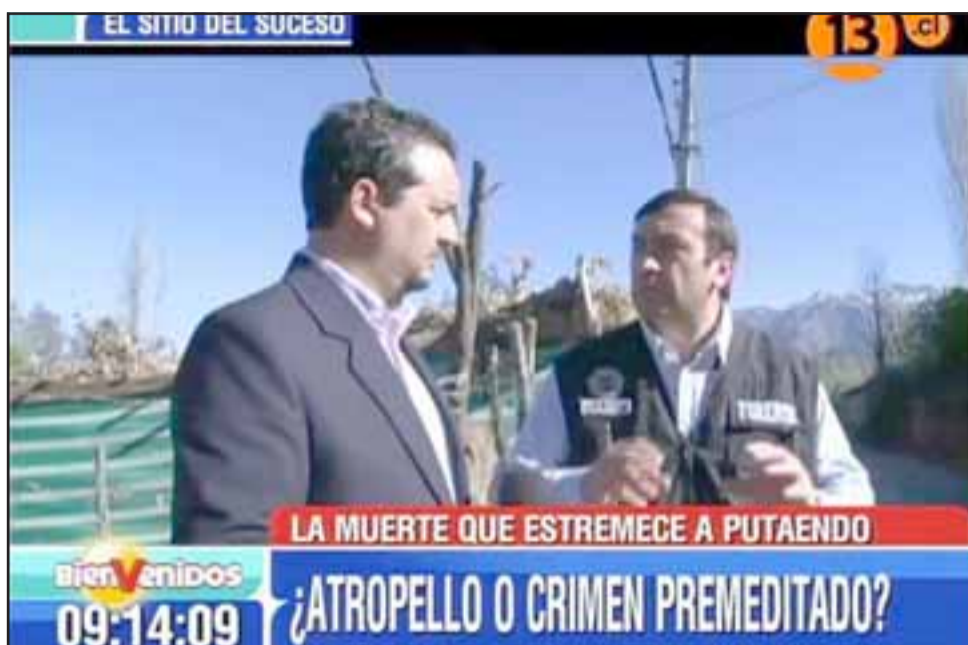 EL SITIO DEL SUCESO
13
.cl
LA MUERTE QUE ESTREMECE A PUTAENDO
BienVenidos
09:14:09
¿ATROPELLO O CRIMEN PREMEDITADO?